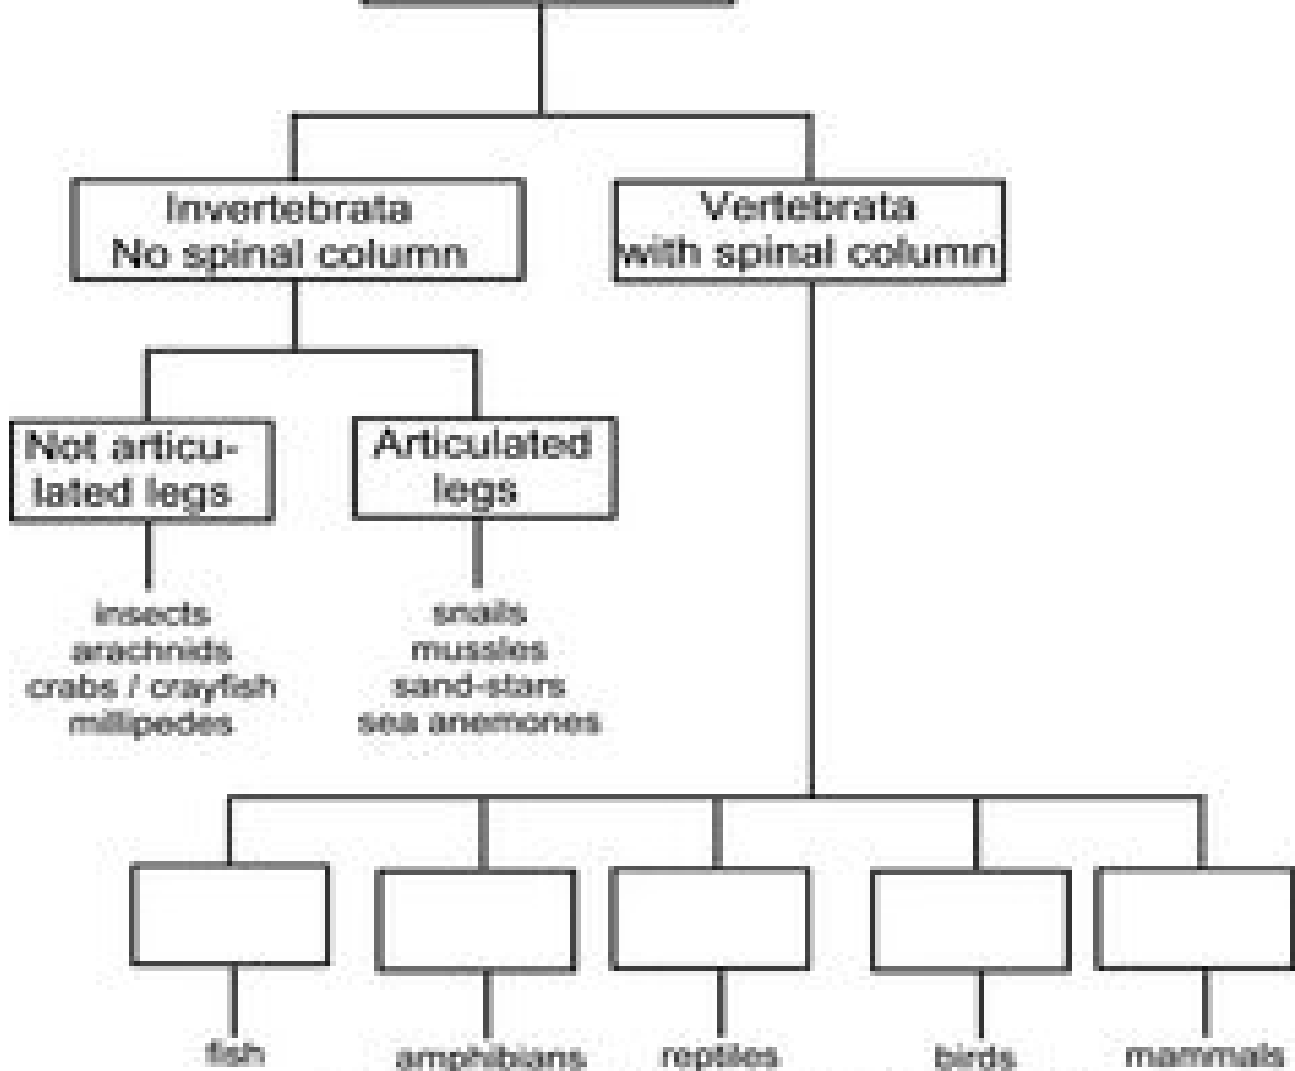 Invertebrata
No spinal column
Vertebrata
with spinal column
Not articu-
lated legs
Articulated
legs
insects
arachnids
crabs / crayfish
millipedes
snails
mussles
sand-stars
sea anemones
fish
amphibians
reptiles
birds
mammals